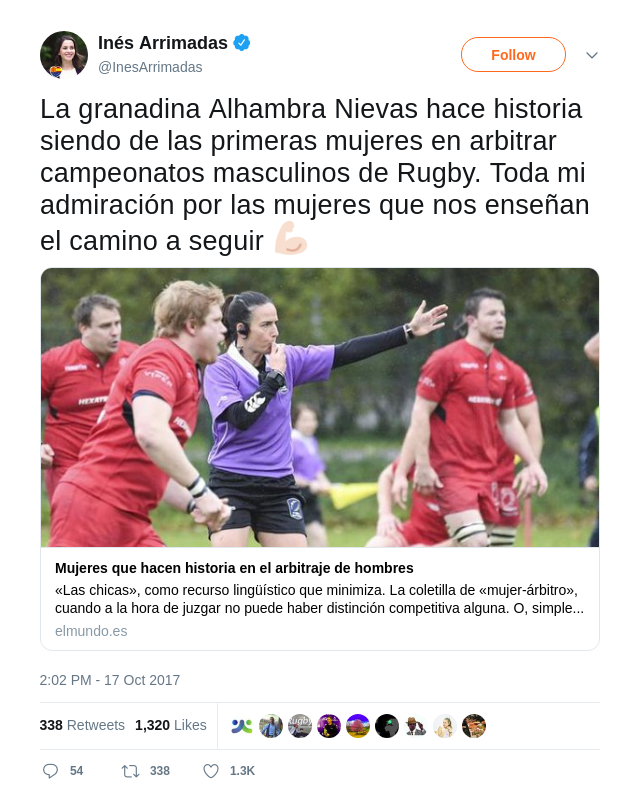 Inés Arrimadas
@InesArrimadas
Follow
La granadina Alhambra Nievas hace historia
siendo de las primeras mujeres en arbitrar
campeonatos masculinos de Rugby. Toda mi
admiración por las mujeres que nos enseñan
el camino a seguir 💪🏻
Mujeres que hacen historia en el arbitraje de hombres
«Las chicas», como recurso lingüístico que minimiza. La coletilla de «mujer-árbitro»,
cuando a la hora de juzgar no puede haber distinción competitiva alguna. O, simple...
elmundo.es
2:02 PM - 17 Oct 2017
338 Retweets 1,320 Likes
54 338 1.3K